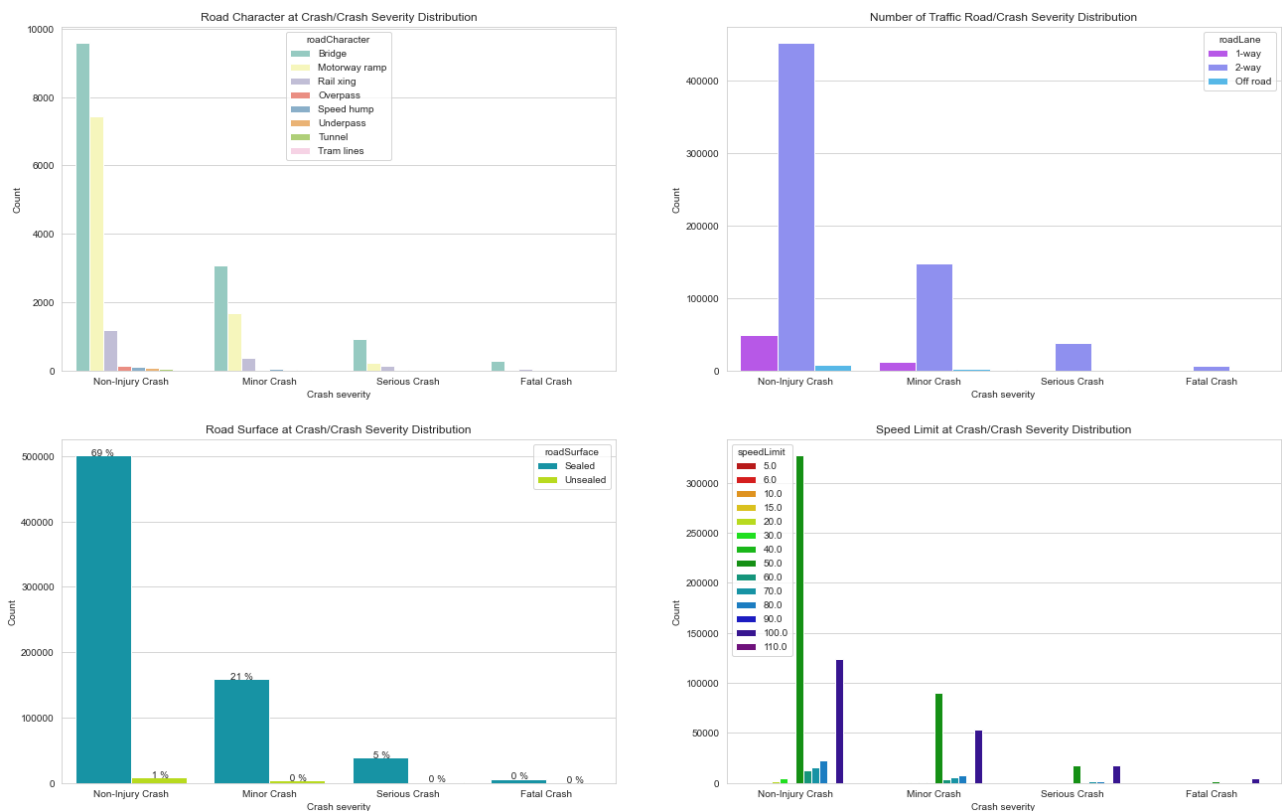 Road Character at Crash/Crash Severity Distribution
10000
8000
6000
4000
2000
0
Count
roadCharacter
Bridge
Motorway ramp
Rail xing
Overpass
Speed hump
Underpass
Tunnel
Tram lines
Non-Injury Crash
Minor Crash
Serious Crash
Fatal Crash
Crash severity
Number of Traffic Road/Crash Severity Distribution
400000
300000
200000
100000
0
Count
roadLane
1-way
2-way
Off road
Non-Injury Crash
Minor Crash
Serious Crash
Fatal Crash
Crash severity
Road Surface at Crash/Crash Severity Distribution
500000
400000
300000
200000
100000
0
Count
roadSurface
Sealed
Unsealed
69 %
1 %
21 %
0 %
5 %
0 %
0 %
0 %
Non-Injury Crash
Minor Crash
Serious Crash
Fatal Crash
Crash severity
Speed Limit at Crash/Crash Severity Distribution
300000
250000
200000
150000
100000
50000
0
Count
speedLimit
5.0
6.0
10.0
15.0
20.0
30.0
40.0
50.0
60.0
70.0
80.0
90.0
100.0
110.0
Non-Injury Crash
Minor Crash
Serious Crash
Fatal Crash
Crash severity